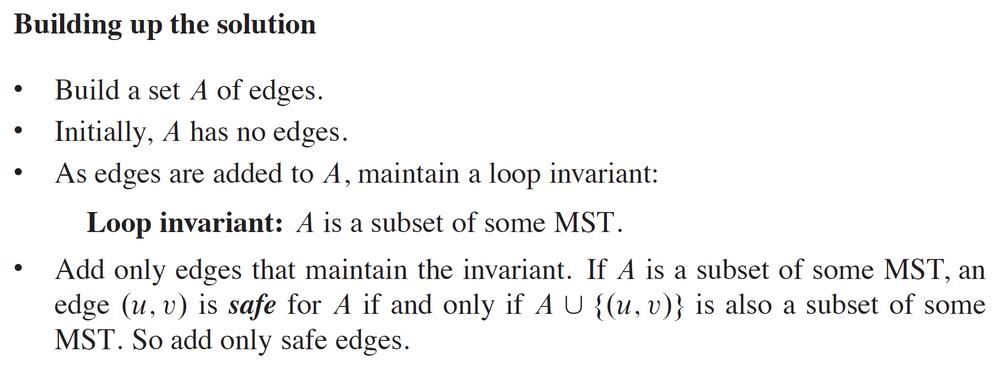 Building up the solution
• Build a set A of edges.
• Initially, A has no edges.
• As edges are added to A, maintain a loop invariant:
Loop invariant: A is a subset of some MST.
• Add only edges that maintain the invariant. If A is a subset of some MST, an
edge (u, v) is safe for A if and only if A ∪ {(u, v)} is also a subset of some
MST. So add only safe edges.